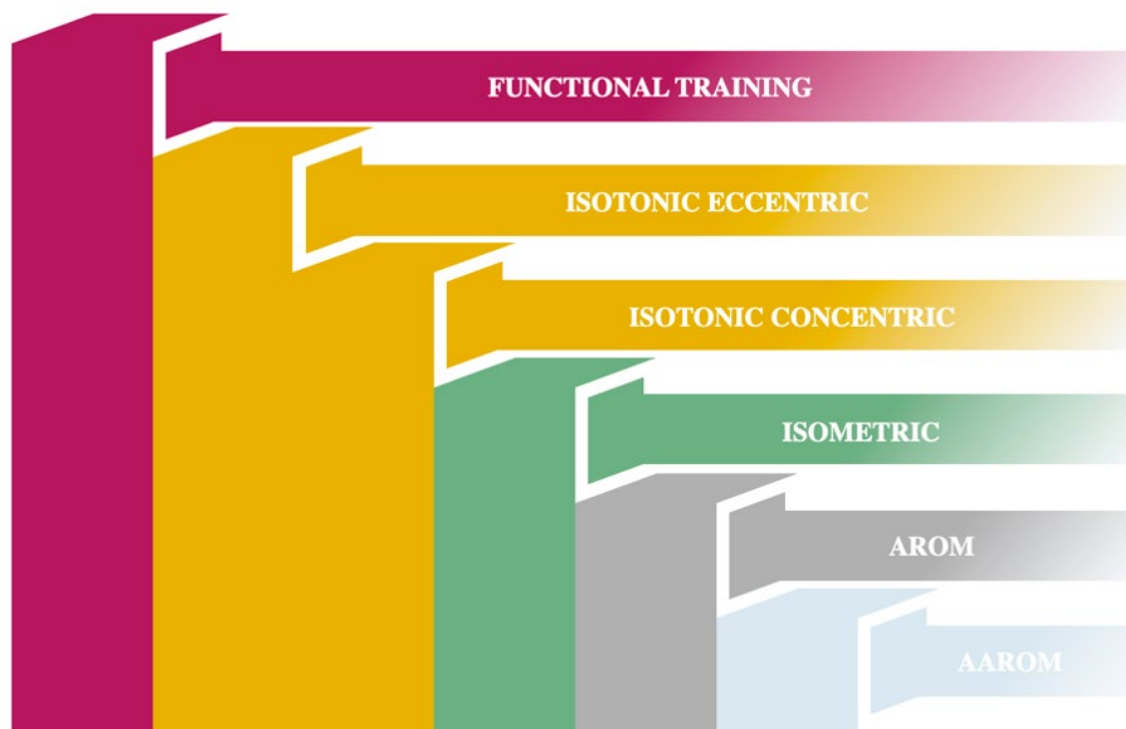 FUNCTIONAL TRAINING
ISOTONIC ECCENTRIC
ISOTONIC CONCENTRIC
ISOMETRIC
AROM
AAROM